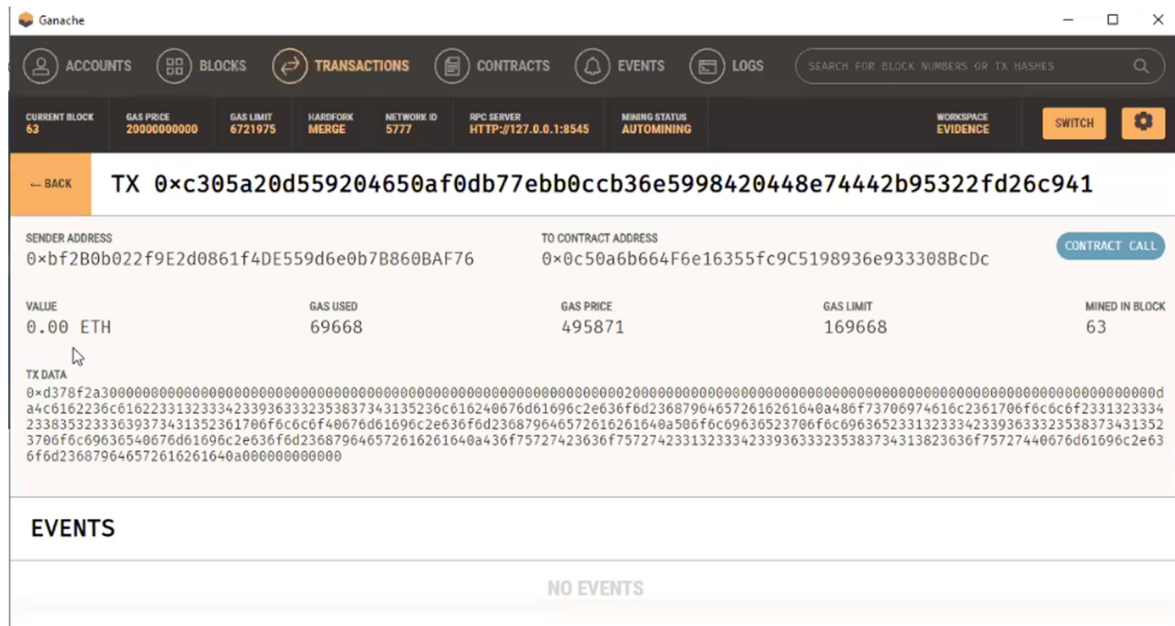 Ganache
ACCOUNTS
BLOCKS
TRANSACTIONS
CONTRACTS
EVENTS
LOGS
SEARCH FOR BLOCK NUMBERS OR TX HASHES
CURRENT BLOCK
63
GAS PRICE
20000000000
GAS LIMIT
6721975
HARDFORK
MERGE
NETWORK ID
5777
RPC SERVER
HTTP://127.0.0.1:8545
MINING STATUS
AUTOMINING
WORKSPACE
EVIDENCE
SWITCH
← BACK
TX 0×c305a20d559204650af0db77ebb0ccb36e5998420448e74442b95322fd26c941
SENDER ADDRESS
0×bf2B0b022f9E2d0861f4DE559d6e0b7B860BAF76
TO CONTRACT ADDRESS
0×0c50a6b664F6e16355fc9C5198936e933308BcDc
CONTRACT CALL
VALUE
0.00 ETH
GAS USED
69668
GAS PRICE
495871
GAS LIMIT
169668
MINED IN BLOCK
63
TX DATA
EVENTS
NO EVENTS